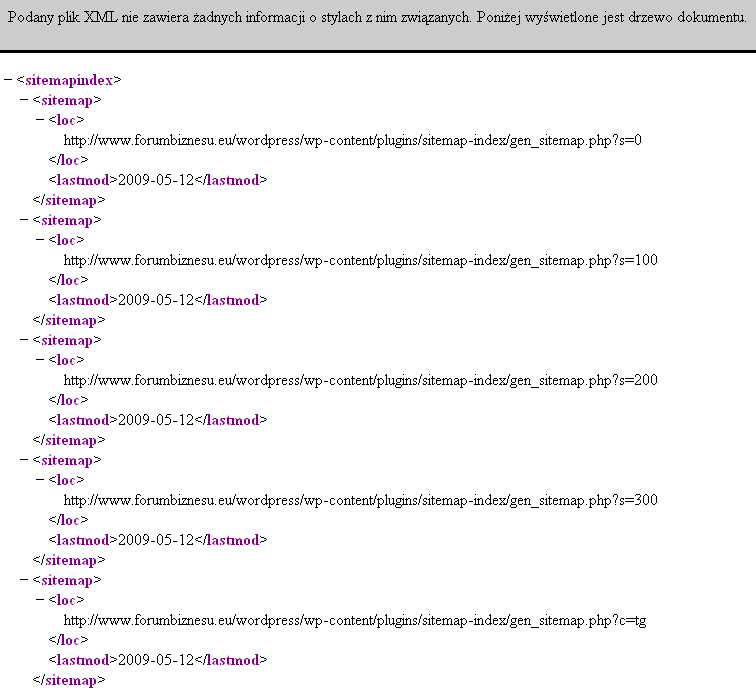 Podany plik XML nie zawiera żadnych informacji o stylach z nim związanych. Poniżej wyświetlone jest drzewo dokumentu.
− <sitemapindex>
− <sitemap>
− <loc>
http://www.forumbiznesu.eu/wordpress/wp-content/plugins/sitemap-index/gen_sitemap.php?s=0
</loc>
<lastmod>2009-05-12</lastmod>
</sitemap>
− <sitemap>
− <loc>
http://www.forumbiznesu.eu/wordpress/wp-content/plugins/sitemap-index/gen_sitemap.php?s=100
</loc>
<lastmod>2009-05-12</lastmod>
</sitemap>
− <sitemap>
− <loc>
http://www.forumbiznesu.eu/wordpress/wp-content/plugins/sitemap-index/gen_sitemap.php?s=200
</loc>
<lastmod>2009-05-12</lastmod>
</sitemap>
− <sitemap>
− <loc>
http://www.forumbiznesu.eu/wordpress/wp-content/plugins/sitemap-index/gen_sitemap.php?s=300
</loc>
<lastmod>2009-05-12</lastmod>
</sitemap>
− <sitemap>
− <loc>
http://www.forumbiznesu.eu/wordpress/wp-content/plugins/sitemap-index/gen_sitemap.php?c=tg
</loc>
<lastmod>2009-05-12</lastmod>
</sitemap>